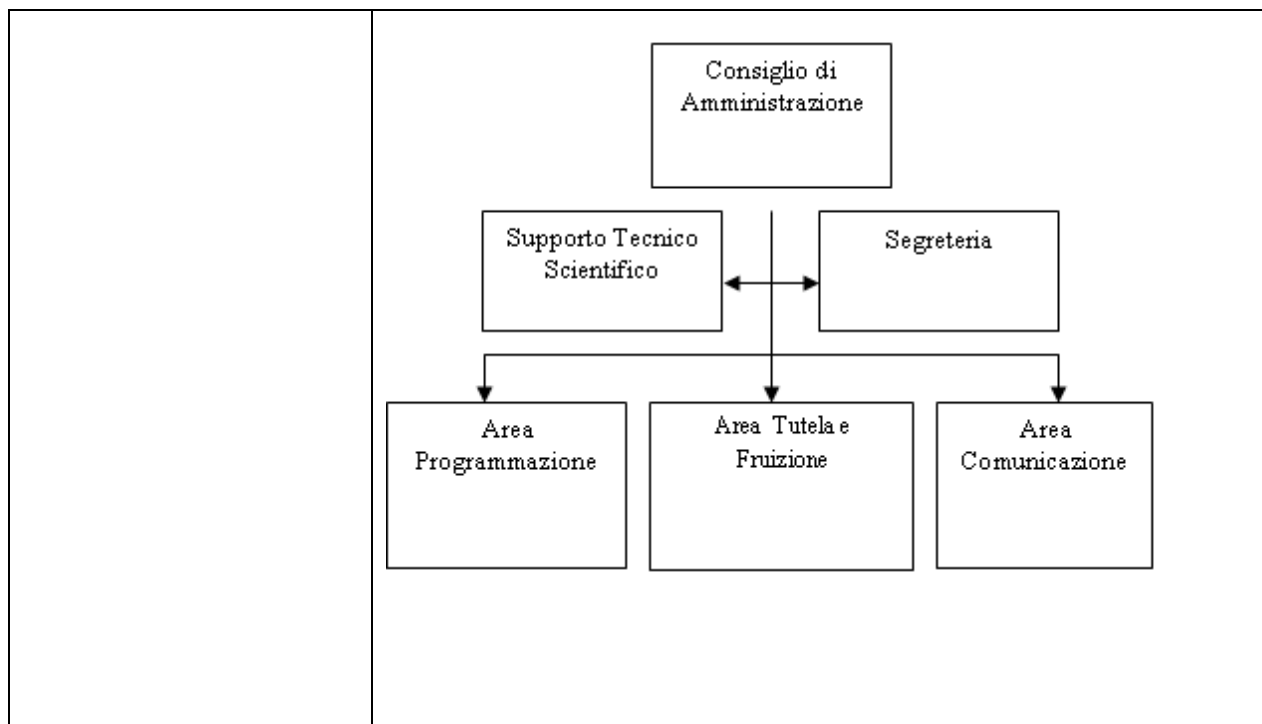 Consiglio di
Amministrazione
Supporto Tecnico
Scientifico
Segreteria
Area
Programmazione
Area Tutela e
Fruizione
Area
Comunicazione